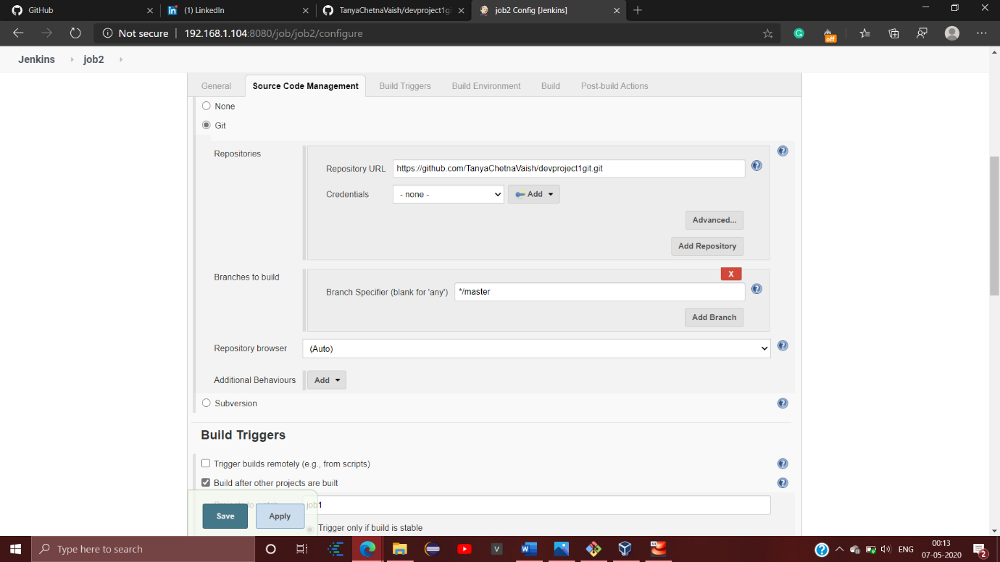 GitHub
in (1) LinkedIn
TanyaChetnaVaish/devproject1gi
job2 Config [Jenkins]
Not secure 192.168.1.104:8080/job/job2/configure
off
Jenkins job2
General Source Code Management Build Triggers Build Environment Build Post-build Actions
None
Git
Repositories
Repository URL https://github.com/TanyaChetnaVaish/devproject1git.git
Credentials - none - Add
Advanced...
Add Repository
Branches to build
X
Branch Specifier (blank for 'any') */master
Add Branch
Repository browser (Auto)
Additional Behaviours Add
Subversion
Build Triggers
Trigger builds remotely (e.g., from scripts)
Build after other projects are built
job1
Save Apply
Trigger only if build is stable
Type here to search
V
ENG
00:13
07-05-2020
2